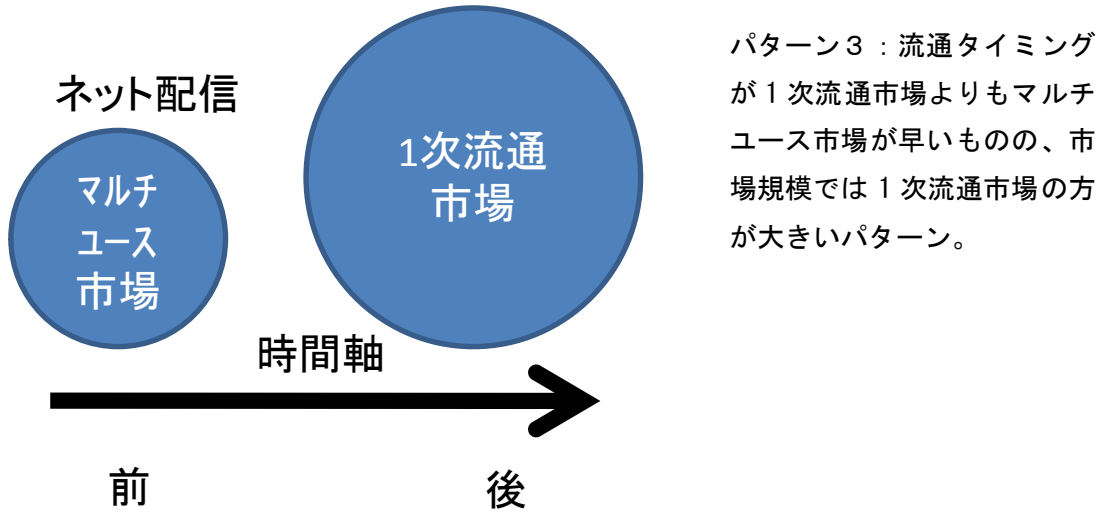 ネット配信
マルチ
ユース
市場
1次流通
市場
時間軸
前
後
パターン３：流通タイミング
が１次流通市場よりもマルチ
ユース市場が早いものの、市
場規模では１次流通市場の方
が大きいパターン。